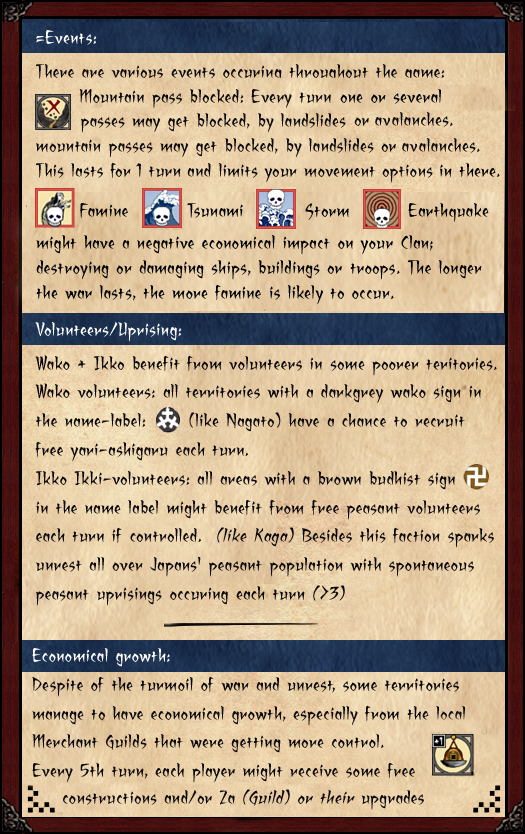 =Events:
There are various events occuring throughout the game:
Mountain pass blocked: Every turn one or several
passes may get blocked, by landslides or avalanches.
mountain passes may get blocked, by landslides or avalanches.
This lasts for 1 turn and limits your movement options in there.
Famine Tsunami Storm Earthquake
might have a negative economical impact on your Clan;
destroying or damaging ships, buildings or troops. The longer
the war lasts, the more famine is likely to occur.
Volunteers/Uprising:
Wako + Ikko benefit from volunteers in some poorer teritories.
Wako volunteers: all territories with a darkgrey wako sign in
the name-label: (like Nagato) have a chance to recruit
free yari-ashigaru each turn.
Ikko Ikki-volunteers: all areas with a brown budhist sign
in the name label might benefit from free peasant volunteers
each turn if controlled. (like Kaga) Besides this faction sparks
unrest all over Japans' peasant population with spontaneous
peasant uprisings occuring each turn (>3)
Economical growth:
Despite of the turmoil of war and unrest, some territories
manage to have economical growth, especially from the local
Merchant Guilds that were getting more control.
+1
Every 5th turn, each player might receive some free
constructions and/or Za (Guild) or their upgrades